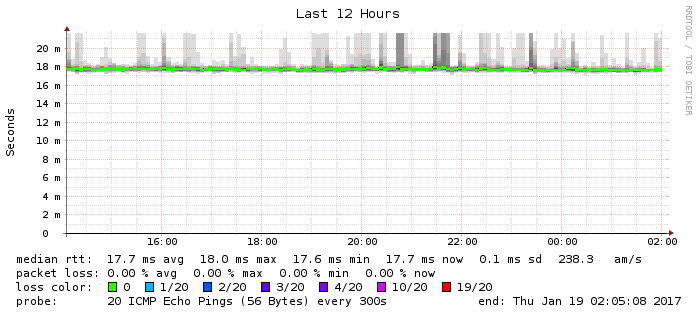 Last 12 Hours
RRDTOOL / TOBI OETIKER
Seconds
20 m
18 m
16 m
14 m
12 m
10 m
8 m
6 m
4 m
2 m
0
16:00 18:00 20:00 22:00 00:00 02:00
median rtt: 17.7 ms avg 18.0 ms max 17.6 ms min 17.7 ms now 0.1 ms sd 238.3 am/s
packet loss: 0.00 % avg 0.00 % max 0.00 % min 0.00 % now
loss color: 0 1/20 2/20 3/20 4/20 10/20 19/20
probe: 20 ICMP Echo Pings (56 Bytes) every 300s end: Thu Jan 19 02:05:08 2017